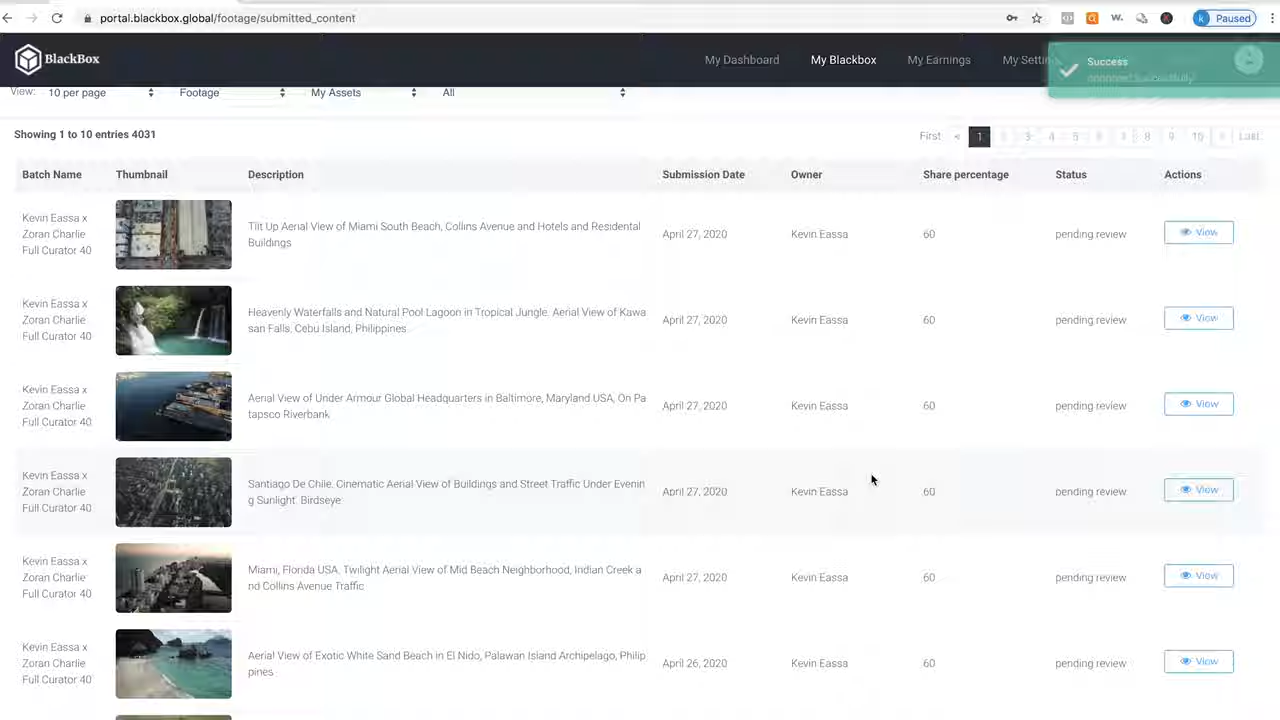 portal.blackbox.global/footage/submitted_content
W.
k Paused
BlackBox
My Dashboard My Blackbox My Earnings My Settin
Success
View: 10 per page Footage My Assets All
Showing 1 to 10 entries 4031
First < 1 3 4 5 6 7 8 9 10 Last
Batch Name Thumbnail Description Submission Date Owner Share percentage Status Actions
Kevin Eassa x
Zoran Charlie
Full Curator 40
Tilt Up Aerial View of Miami South Beach, Collins Avenue and Hotels and Residental
Buildings
April 27, 2020 Kevin Eassa 60 pending review View
Kevin Eassa x
Zoran Charlie
Full Curator 40
Heavenly Waterfalls and Natural Pool Lagoon in Tropical Jungle. Aerial View of Kawa
san Falls. Cebu Island, Philippines
April 27, 2020 Kevin Eassa 60 pending review View
Kevin Eassa x
Zoran Charlie
Full Curator 40
Aerial View of Under Armour Global Headquarters in Baltimore, Maryland USA, On Pa
tapsco Riverbank
April 27, 2020 Kevin Eassa 60 pending review View
Kevin Eassa x
Zoran Charlie
Full Curator 40
Santiago De Chile. Cinematic Aerial View of Buildings and Street Traffic Under Evenin
g Sunlight. Birdseye
April 27, 2020 Kevin Eassa 60 pending review View
Kevin Eassa x
Zoran Charlie
Full Curator 40
Miami, Florida USA. Twilight Aerial View of Mid Beach Neighborhood, Indian Creek a
nd Collins Avenue Traffic
April 27, 2020 Kevin Eassa 60 pending review View
Kevin Eassa x
Zoran Charlie
Full Curator 40
Aerial View of Exotic White Sand Beach in El Nido, Palawan Island Archipelago, Philip
pines
April 26, 2020 Kevin Eassa 60 pending review View